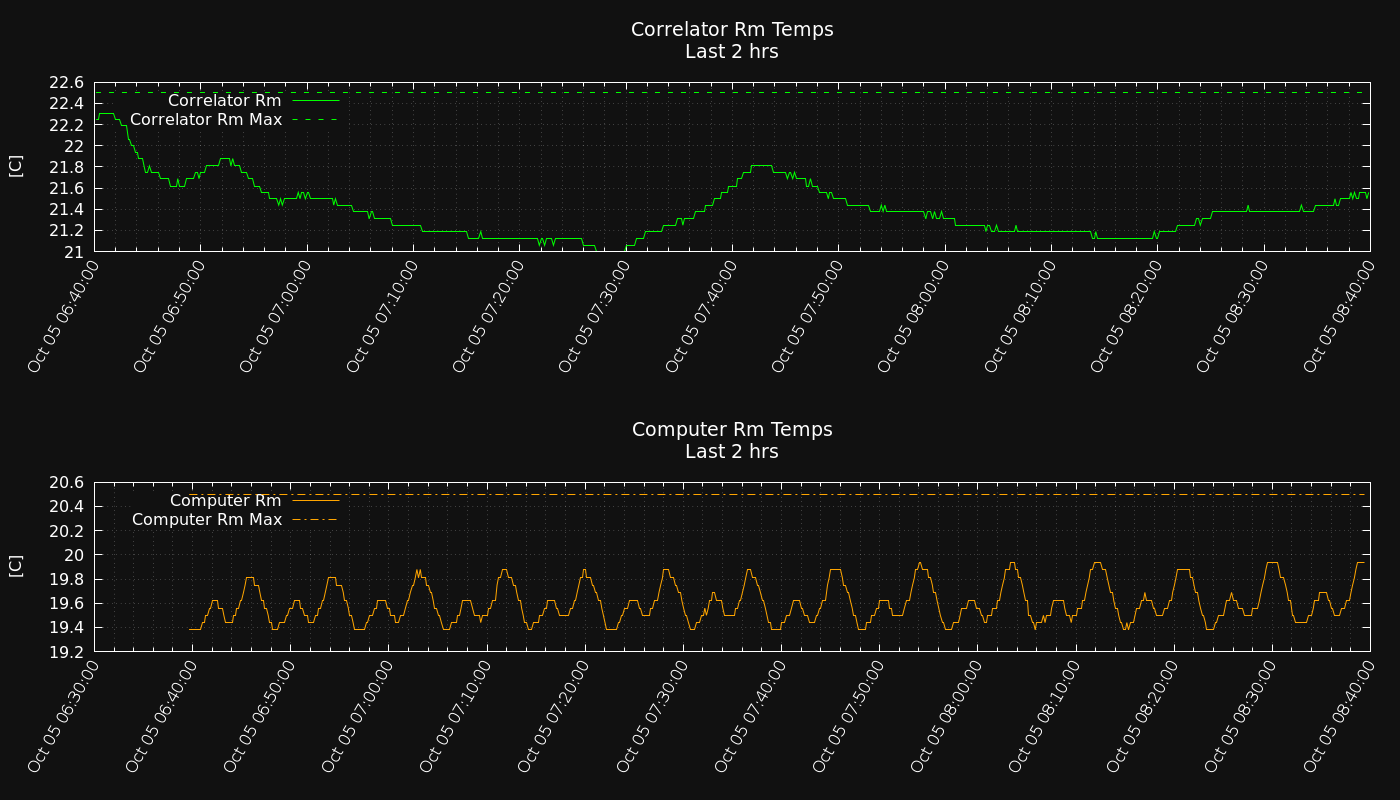 Correlator Rm Temps
Last 2 hrs
22.6
22.4
22.2
22
21.8
21.6
21.4
21.2
21
[C]
Correlator Rm
Correlator Rm Max
Oct 05 06:40:00
Oct 05 06:50:00
Oct 05 07:00:00
Oct 05 07:10:00
Oct 05 07:20:00
Oct 05 07:30:00
Oct 05 07:40:00
Oct 05 07:50:00
Oct 05 08:00:00
Oct 05 08:10:00
Oct 05 08:20:00
Oct 05 08:30:00
Oct 05 08:40:00
Computer Rm Temps
Last 2 hrs
20.6
20.4
20.2
20
19.8
19.6
19.4
19.2
[C]
Computer Rm
Computer Rm Max
Oct 05 06:30:00
Oct 05 06:40:00
Oct 05 06:50:00
Oct 05 07:00:00
Oct 05 07:10:00
Oct 05 07:20:00
Oct 05 07:30:00
Oct 05 07:40:00
Oct 05 07:50:00
Oct 05 08:00:00
Oct 05 08:10:00
Oct 05 08:20:00
Oct 05 08:30:00
Oct 05 08:40:00